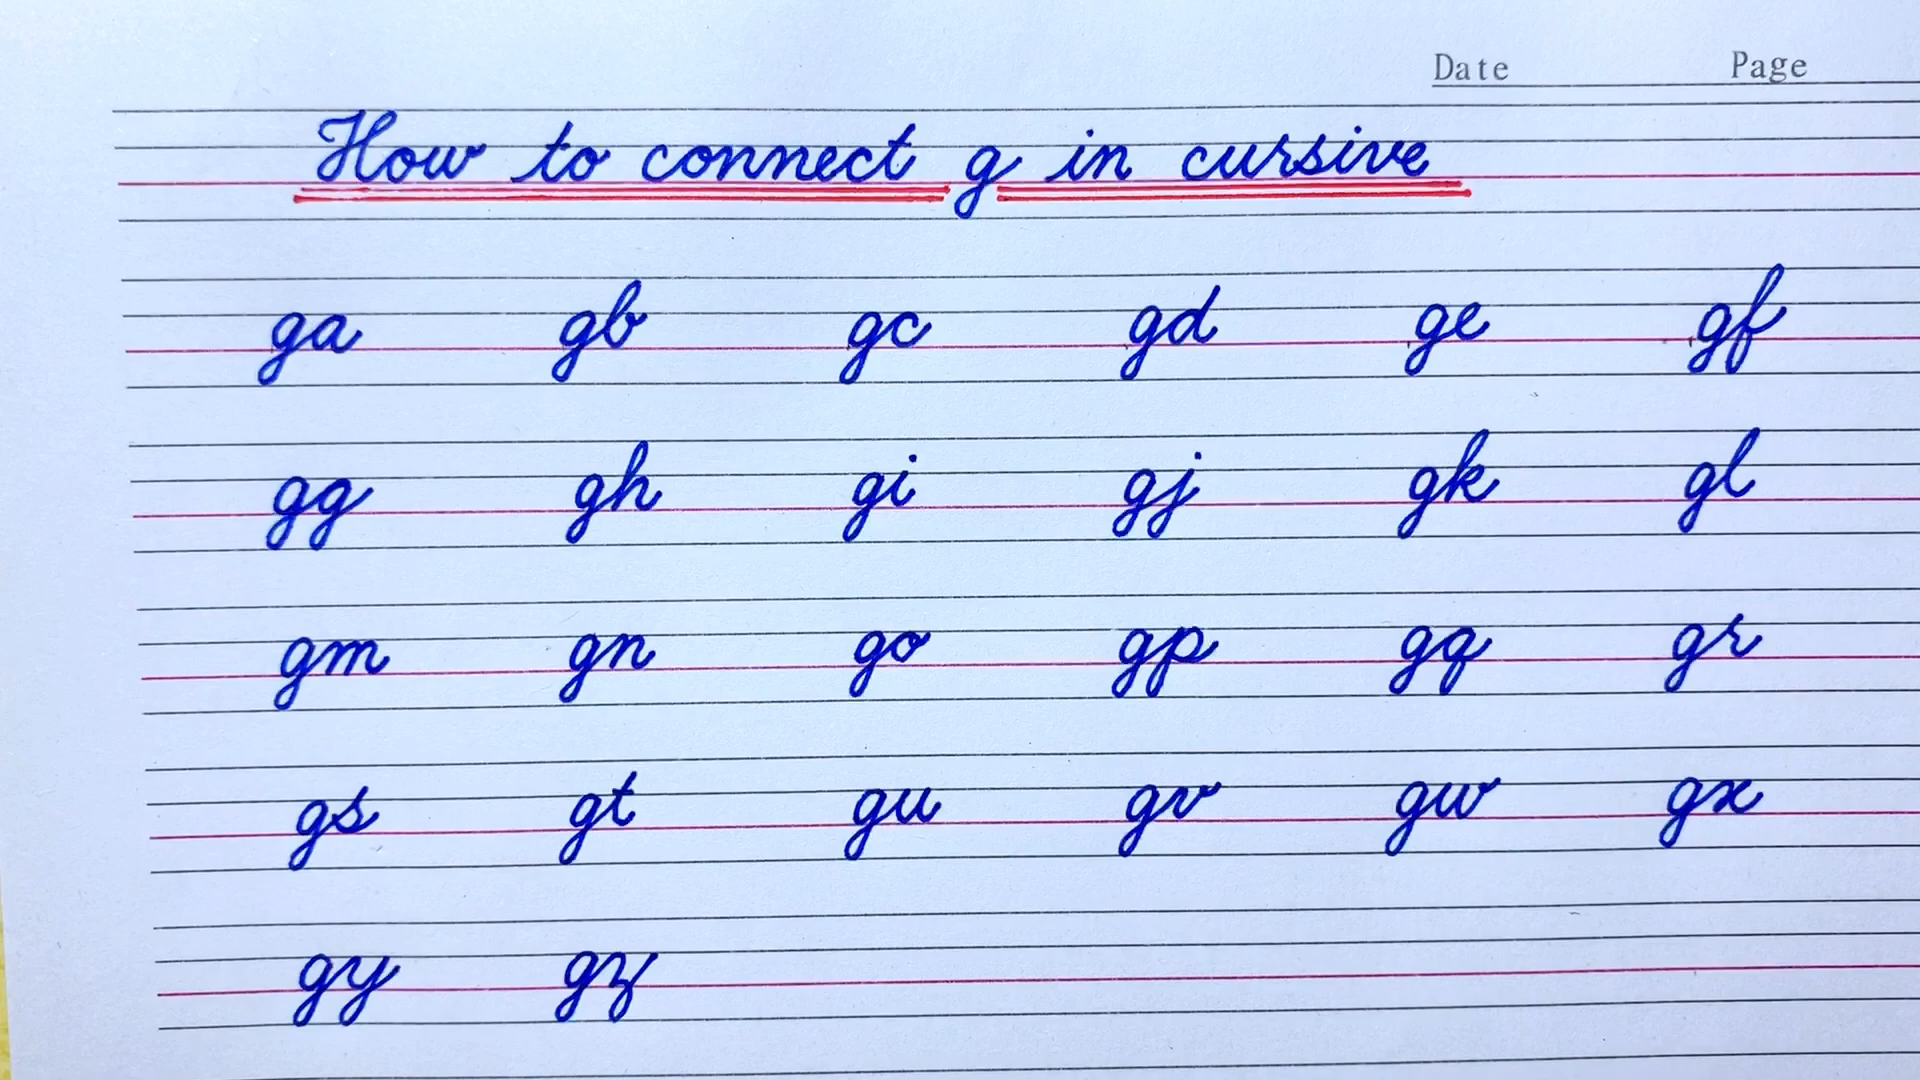 Date Page
How to connect g in cursive
ga gb gc gd ge gf
gg gh gi gj gk gl
gm gn go gp gq gr
gs gt gu gv gw gx
gy gz